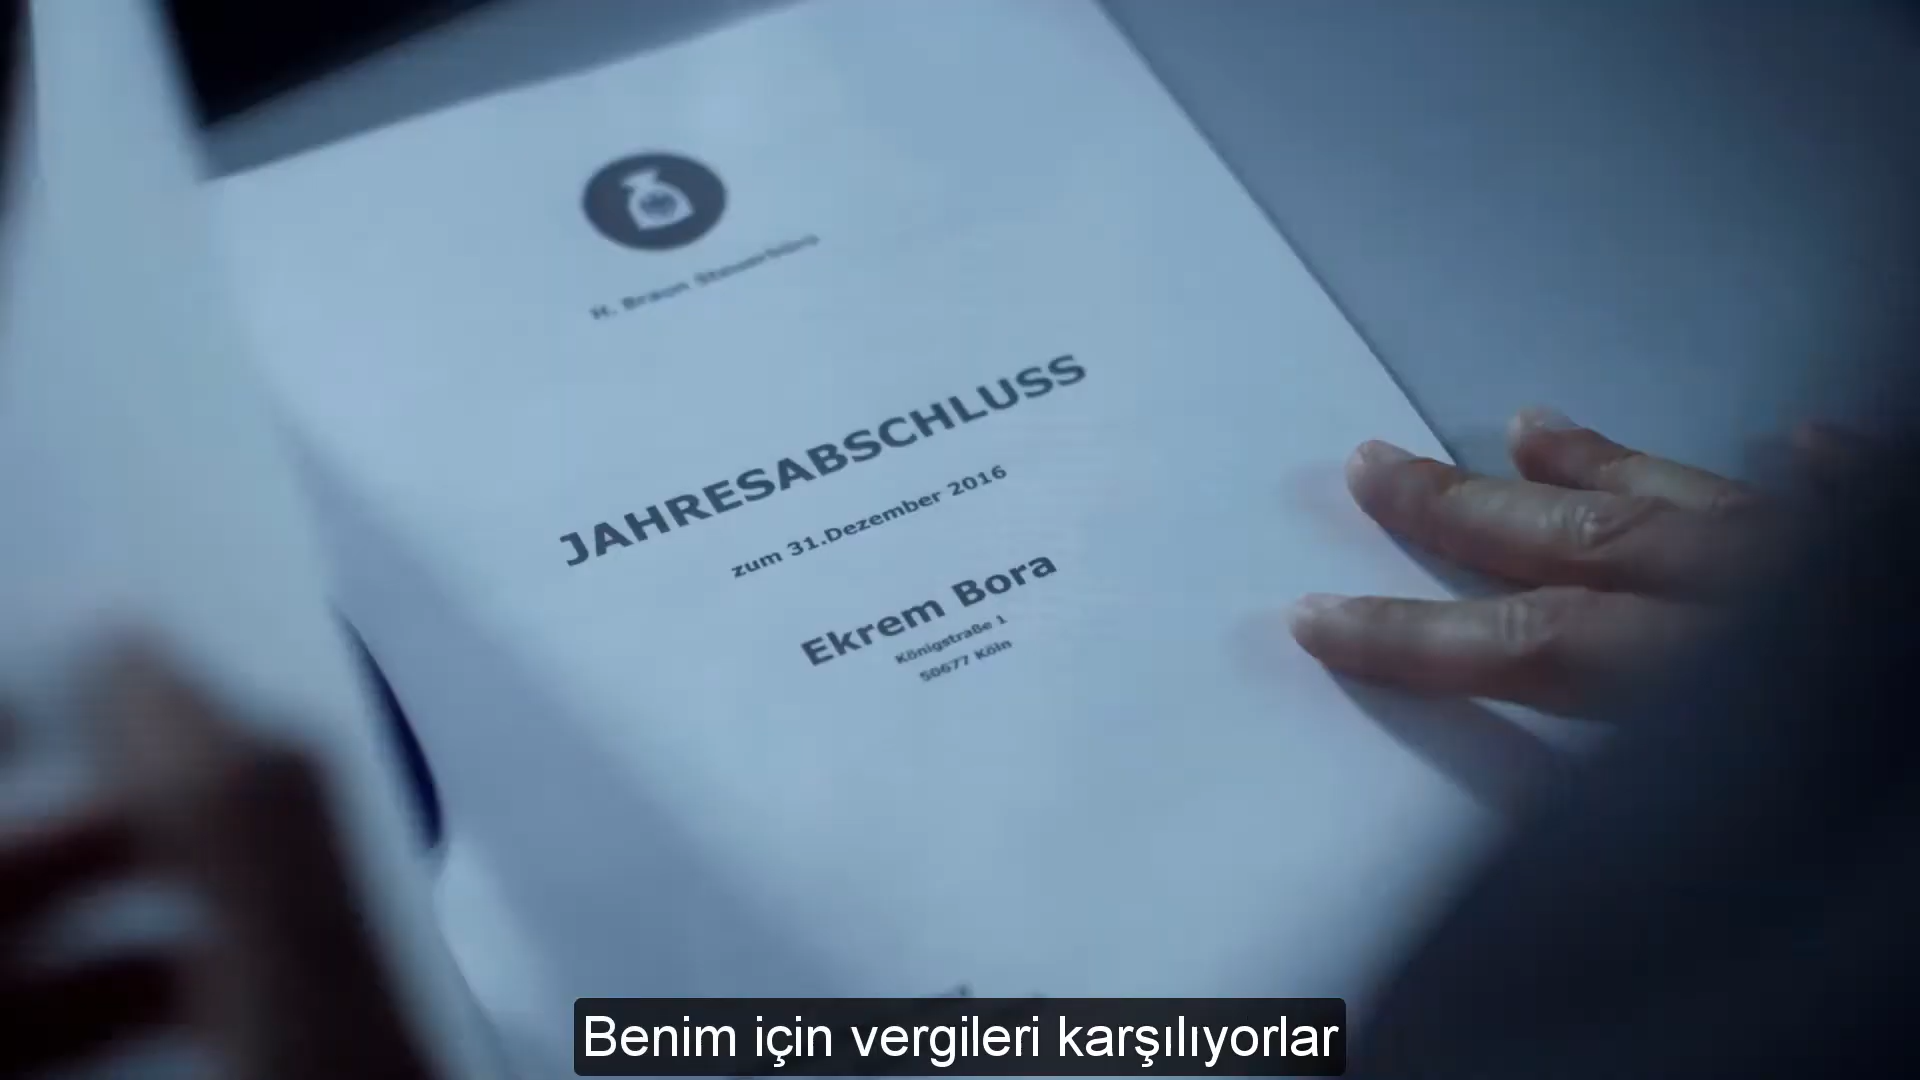 H. Braun Steuerbüro
JAHRESABSCHLUSS
zum 31.Dezember 2016
Ekrem Bora
Königstraße 1
50677 Köln
Benim için vergileri karşılıyorlar